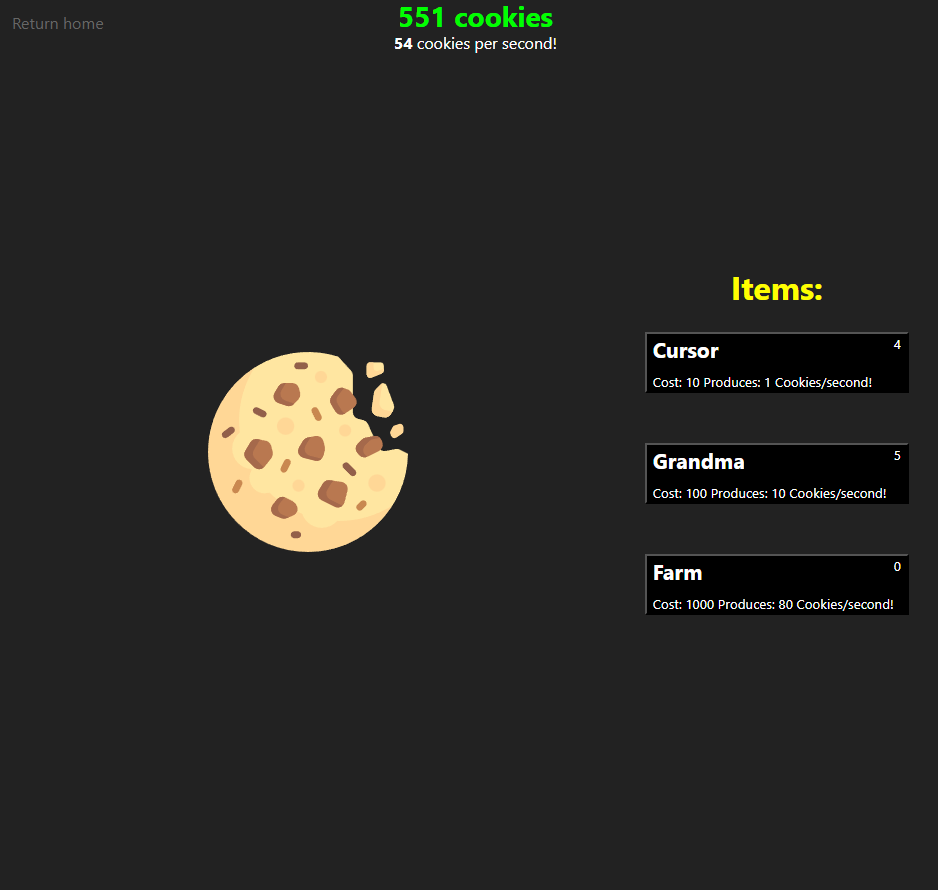 Return home
551 cookies
54 cookies per second!
Items:
Cursor 4
Cost: 10 Produces: 1 Cookies/second!
Grandma 5
Cost: 100 Produces: 10 Cookies/second!
Farm 0
Cost: 1000 Produces: 80 Cookies/second!